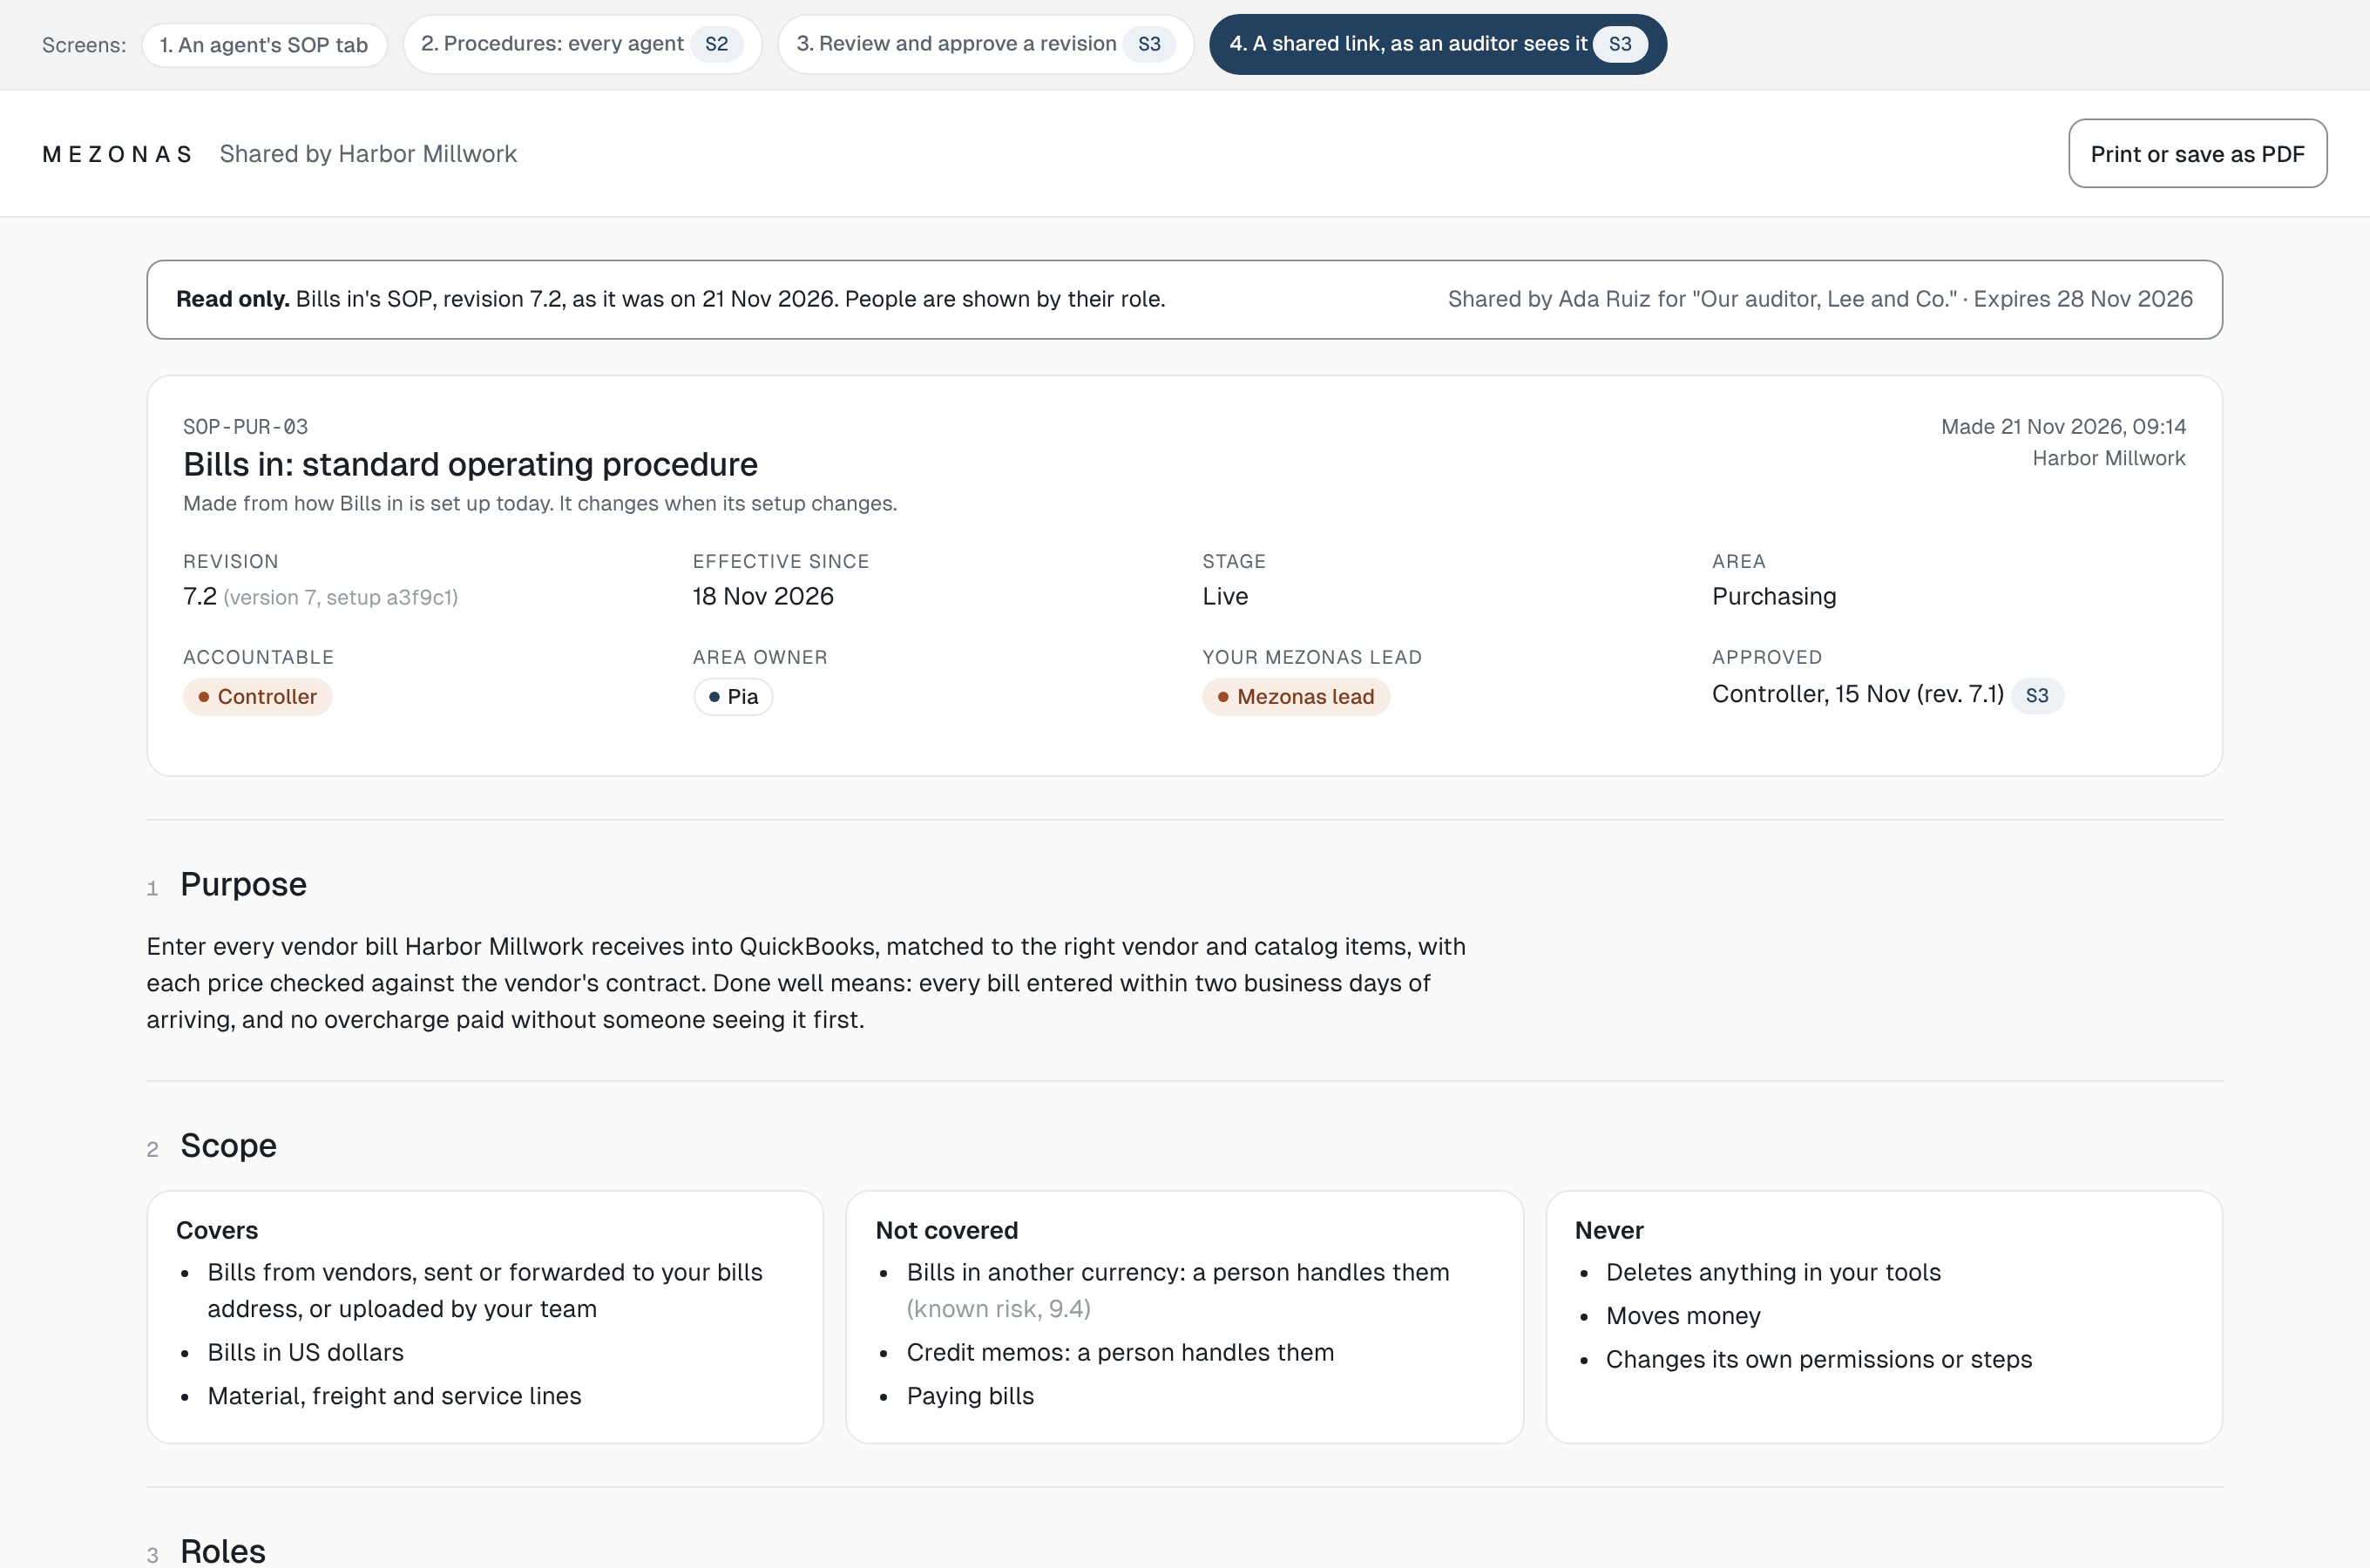 Screens: 1. An agent's SOP tab 2. Procedures: every agent S2 3. Review and approve a revision S3 4. A shared link, as an auditor sees it S3
MEZONAS Shared by Harbor Millwork Print or save as PDF
Read only. Bills in's SOP, revision 7.2, as it was on 21 Nov 2026. People are shown by their role. Shared by Ada Ruiz for "Our auditor, Lee and Co." · Expires 28 Nov 2026
SOP-PUR-03 Made 21 Nov 2026, 09:14
Bills in: standard operating procedure Harbor Millwork
Made from how Bills in is set up today. It changes when its setup changes.
REVISION EFFECTIVE SINCE STAGE AREA
7.2 (version 7, setup a3f9c1) 18 Nov 2026 Live Purchasing
ACCOUNTABLE AREA OWNER YOUR MEZONAS LEAD APPROVED
Controller Pia Mezonas lead Controller, 15 Nov (rev. 7.1) S3
1 Purpose
Enter every vendor bill Harbor Millwork receives into QuickBooks, matched to the right vendor and catalog items, with
each price checked against the vendor's contract. Done well means: every bill entered within two business days of
arriving, and no overcharge paid without someone seeing it first.
2 Scope
Covers
• Bills from vendors, sent or forwarded to your bills
address, or uploaded by your team
• Bills in US dollars
• Material, freight and service lines
Not covered
• Bills in another currency: a person handles them
(known risk, 9.4)
• Credit memos: a person handles them
• Paying bills
Never
• Deletes anything in your tools
• Moves money
• Changes its own permissions or steps
3 Roles